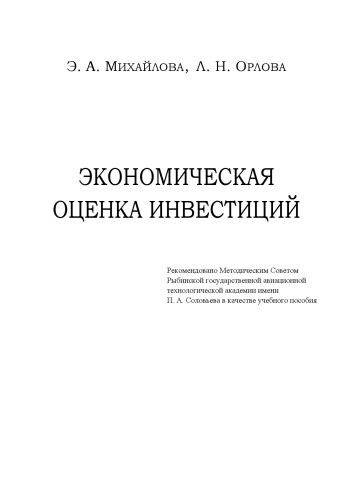 Э. А. Михайлова, Л. Н. Орлова
ЭКОНОМИЧЕСКАЯ
ОЦЕНКА ИНВЕСТИЦИЙ
Рекомендовано Методическим Советом
Рыбинской государственной авиационной
технологической академии имени
П. А. Соловьева в качестве учебного пособия